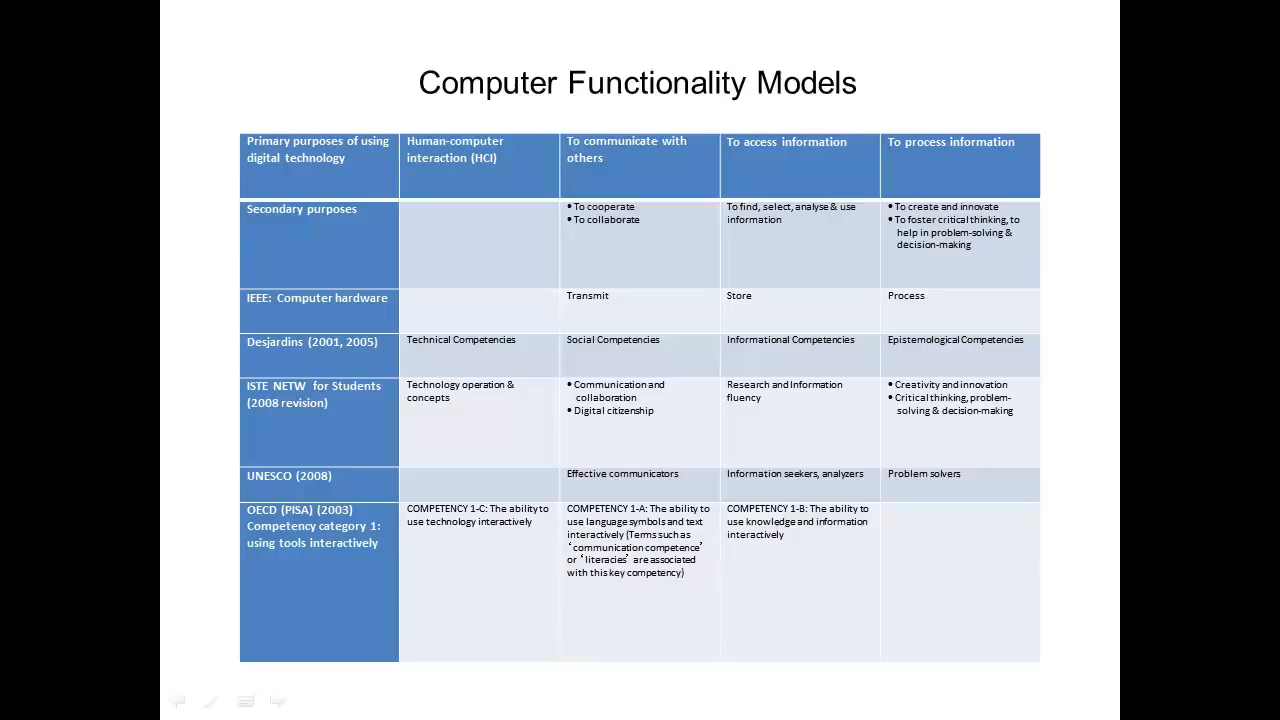 Computer Functionality Models
Primary purposes of using
digital technology
Human-computer
interaction (HCI)
To communicate with
others
To access information
To process information
Secondary purposes
• To cooperate
• To collaborate
To find, select, analyse & use
information
• To create and innovate
• To foster critical thinking, to
help in problem-solving &
decision-making
IEEE: Computer hardware
Transmit
Store
Process
Desjardins (2001, 2005)
Technical Competencies
Social Competencies
Informational Competencies
Epistemological Competencies
ISTE NETW for Students
(2008 revision)
Technology operation &
concepts
• Communication and
collaboration
• Digital citizenship
Research and Information
fluency
• Creativity and innovation
• Critical thinking, problem-
solving & decision-making
UNESCO (2008)
Effective communicators
Information seekers, analyzers
Problem solvers
OECD (PISA) (2003)
Competency category 1:
using tools interactively
COMPETENCY 1-C: The ability to
use technology interactively
COMPETENCY 1-A: The ability to
use language symbols and text
interactively (Terms such as
‘communication competence’
or ‘literacies’ are associated
with this key competency)
COMPETENCY 1-B: The ability to
use knowledge and information
interactively